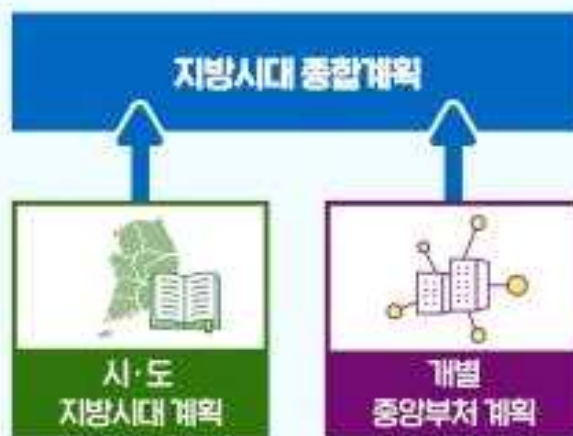 지방시대 종합계획
시·도
지방시대 계획
개별
중앙부처 계획